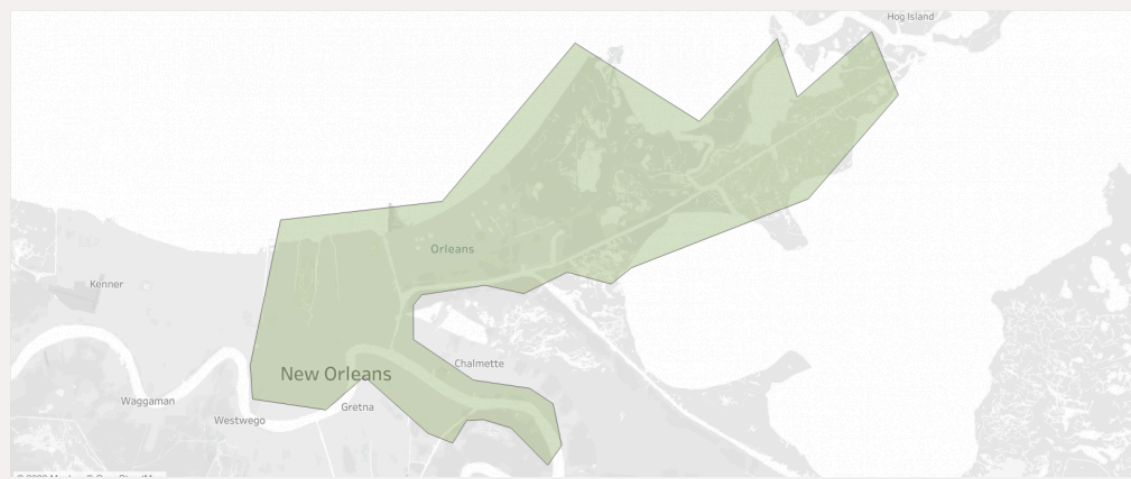 Hog Island
Orleans
Kenner
Chalmette
New Orleans
Waggaman
Gretna
Westwego